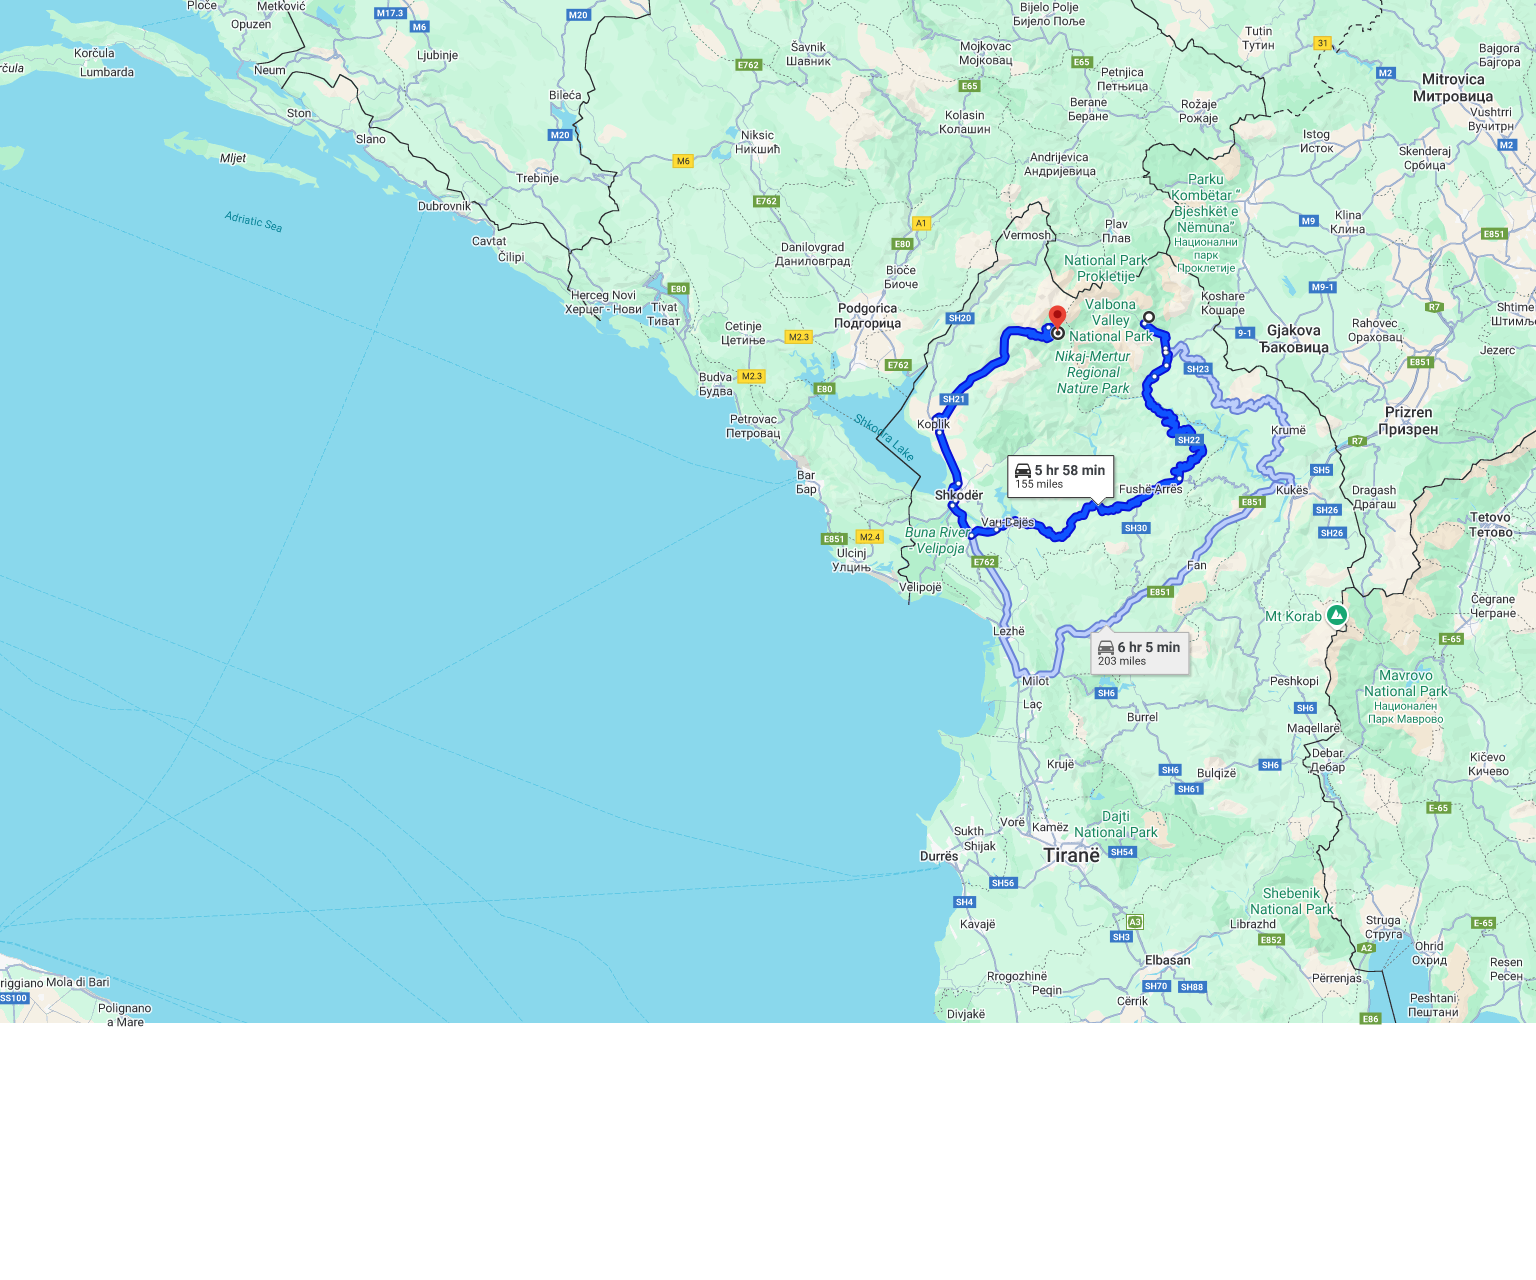 Ploče
Metković
Opuzen
M17.3
M6
M20
Ljubinje
Neum
Korčula
Lumbarda
rčula
Ston
Slano
Mljet
Bileća
M20
Trebinje
Dubrovnik
Adriatic Sea
Cavtat
Čilipi
Herceg Novi
Херцег - Нови
Šavnik
Шавник
E762
Niksic
Никшић
M6
E762
Bijelo Polje
Бијело Поље
Mojkovac
Мојковац
E65
E65
Petnjica
Петњица
Berane
Беране
Kolasin
Колашин
Andrijevica
Андријевица
Rožaje
Рожаје
Tutin
Тутин
31
M2
Bajgora
Бајгора
Mitrovica
Митровица
Vushtrri
Вучитрн
M2
Istog
Исток
Skenderaj
Србица
Parku
Kombëtar "
Bjeshkët e
Nëmuna"
Национални
парк
Проклетије
M9
Klina
Клина
E851
Plav
Плав
Vermosh
A1
E80
Danilovgrad
Даниловград
Bioče
Биоче
National Park
Prokletije
E80
Tivat
Тиват
Cetinje
Цетиње
M2.3
Podgorica
Подгорица
SH20
Valbona
Valley
National Park
Koshare
Кошаре
M9-1
9-1
Gjakova
Ђаковица
Rahovec
Ораховац
R7
Shtime
Штимље
E851
Jezerc
Nikaj-Mertur
Regional
Nature Park
SH23
E762
Budva
Будва
M2.3
E80
Petrovac
Петровац
Shkodra Lake
SH21
Koplik
Krumë
Prizren
Призрен
R7
SH22
5 hr 58 min
155 miles
Bar
Бар
Shkodër
Fushë-Arrës
SH5
Kukës
Dragash
Драгаш
E851
SH26
SH26
Tetovo
Тетово
Van-Dejës
SH30
Buna River
- Velipoja
E851
M2.4
Ulcinj
Улцињ
E762
Fan
Velipojë
E851
Čegrane
Чегране
Mt Korab
Lezhë
E-65
6 hr 5 min
203 miles
Milot
SH6
Peshkopi
Mavrovo
National Park
Национален
Парк Маврово
Laç
Burrel
SH6
Maqellarë
Debar
Дебар
Kičevo
Кичево
Krujë
SH6
Bulqizë
SH6
SH61
E-65
Dajti
National Park
Vorë
Kamëz
Sukth
Shijak
Durrës
Tiranë
SH54
SH56
SH4
Shebenik
National Park
Kavajë
A3
SH3
Librazhd
E852
Struga
Струга
E-65
A2
Ohrid
Охрид
Elbasan
Rrogozhinë
Peqin
Përrenjas
Resen
Ресен
SH70
SH88
Cërrik
Peshtani
Пештани
Divjakë
E86
riggiano
Mola di Bari
SS100
Polignano
a Mare